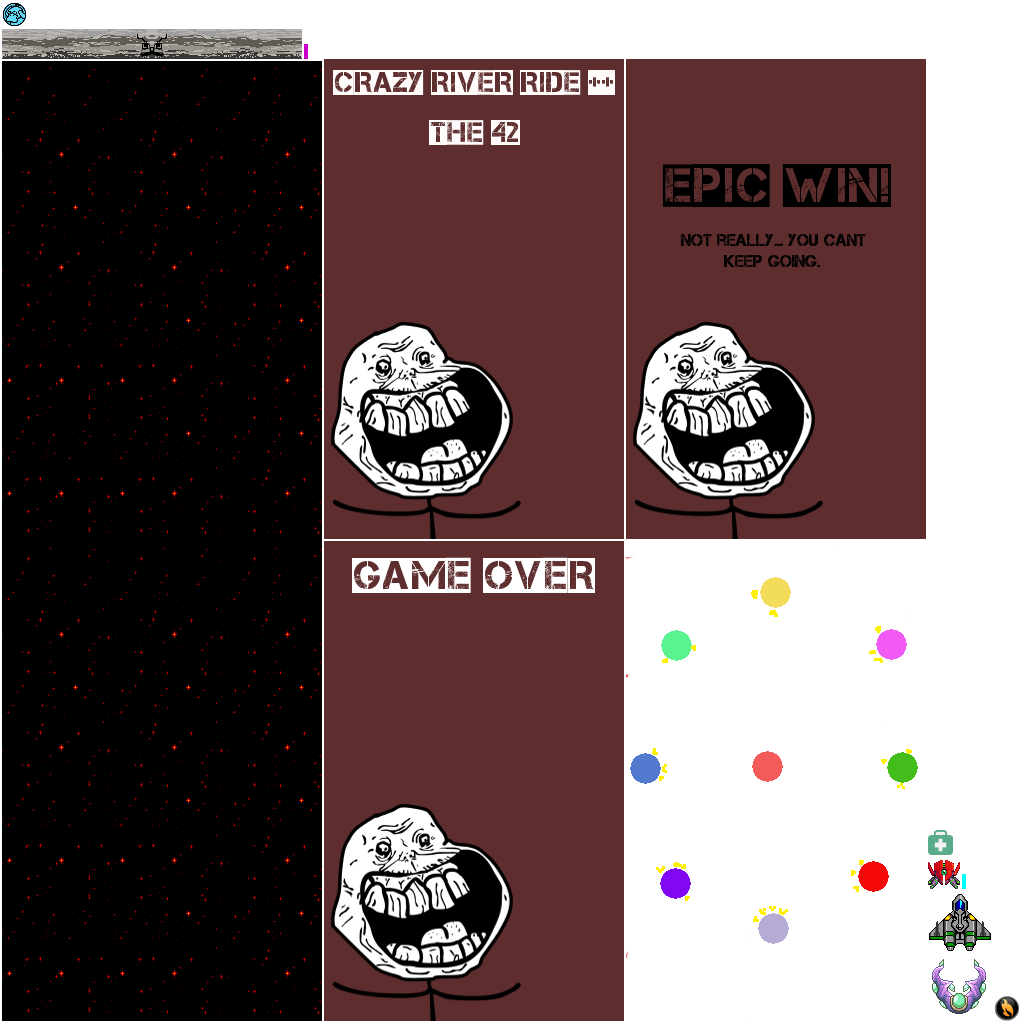 CRAZY RIVER RIDE
THE 42
EPIC WIN!
NOT REALLY... YOU CANT
KEEP GOING.
GAME OVER